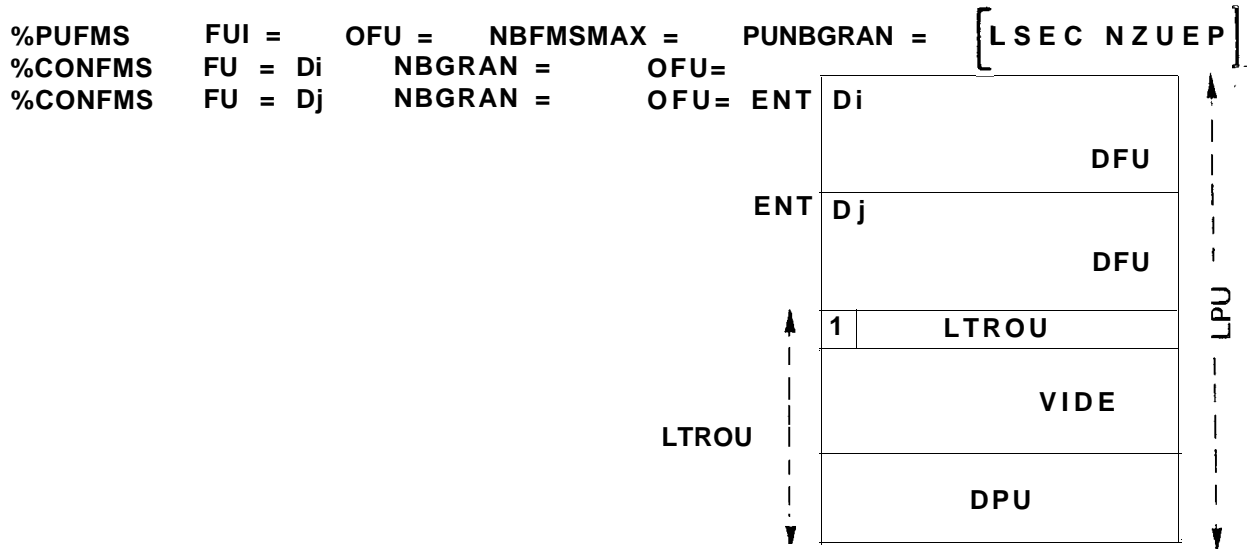 %PUFMS FUI = OFU = NBFMSMAX = PUNBGRAN = [LSEC NZUEP]
%CONFMS FU = Di NBGRAN = OFU=
%CONFMS FU = Dj NBGRAN = OFU= ENT Di
DFU
ENT Dj
DFU
LPU
1 LTROU
VIDE
LTROU
DPU